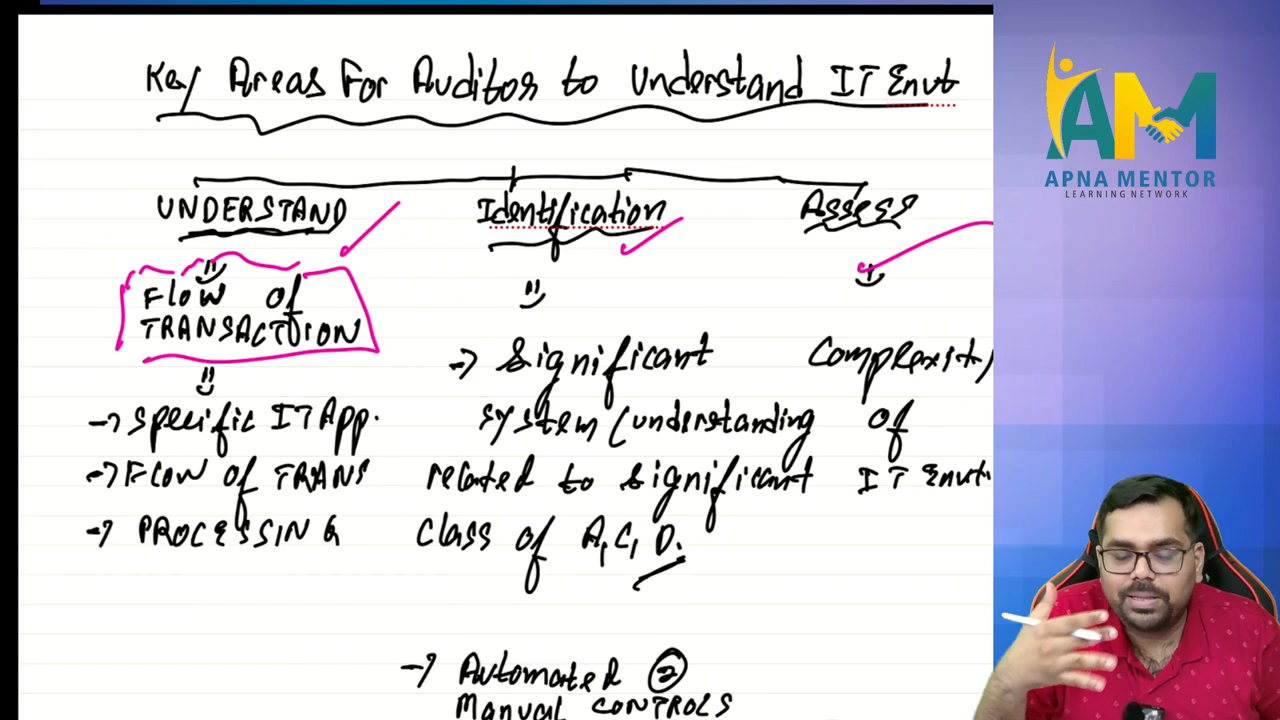 Key Areas For Auditor to Understand IT Envt
UNDERSTAND
Identification
Assess
Flow of
TRANSACTION
-> Specific IT App.
-> Flow of TRANS
-> PROCESSING
-> Significant
system (understanding
related to significant
class of A, C, D.
-> Automated 2
Manual CONTROLS
Complexity
of
IT Envt.
AM
APNA MENTOR
LEARNING NETWORK